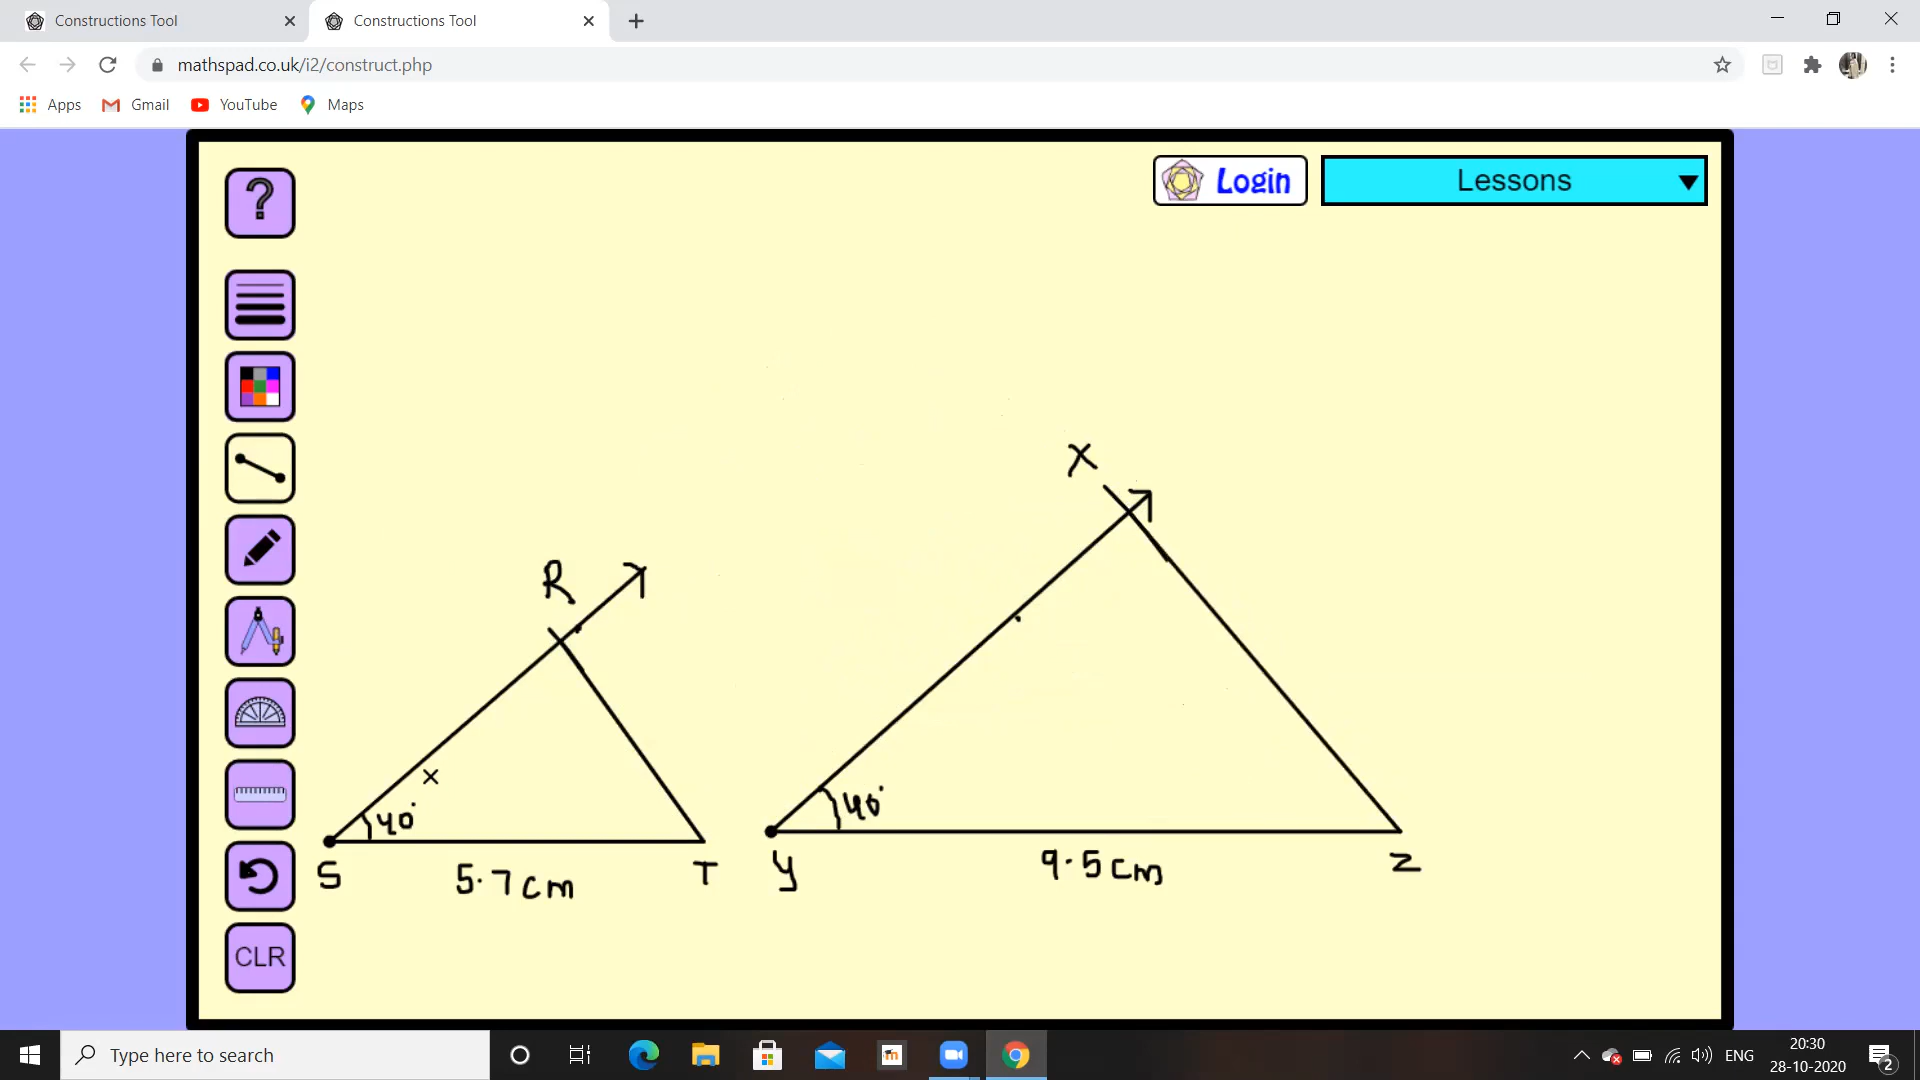 Constructions Tool
Constructions Tool
mathspad.co.uk/i2/construct.php
Apps
Gmail
YouTube
Maps
?
Login
Lessons
X
R
x
40°
40°
S
5.7cm
T
y
9.5cm
Z
CLR
Type here to search
m
ENG
20:30
28-10-2020
2